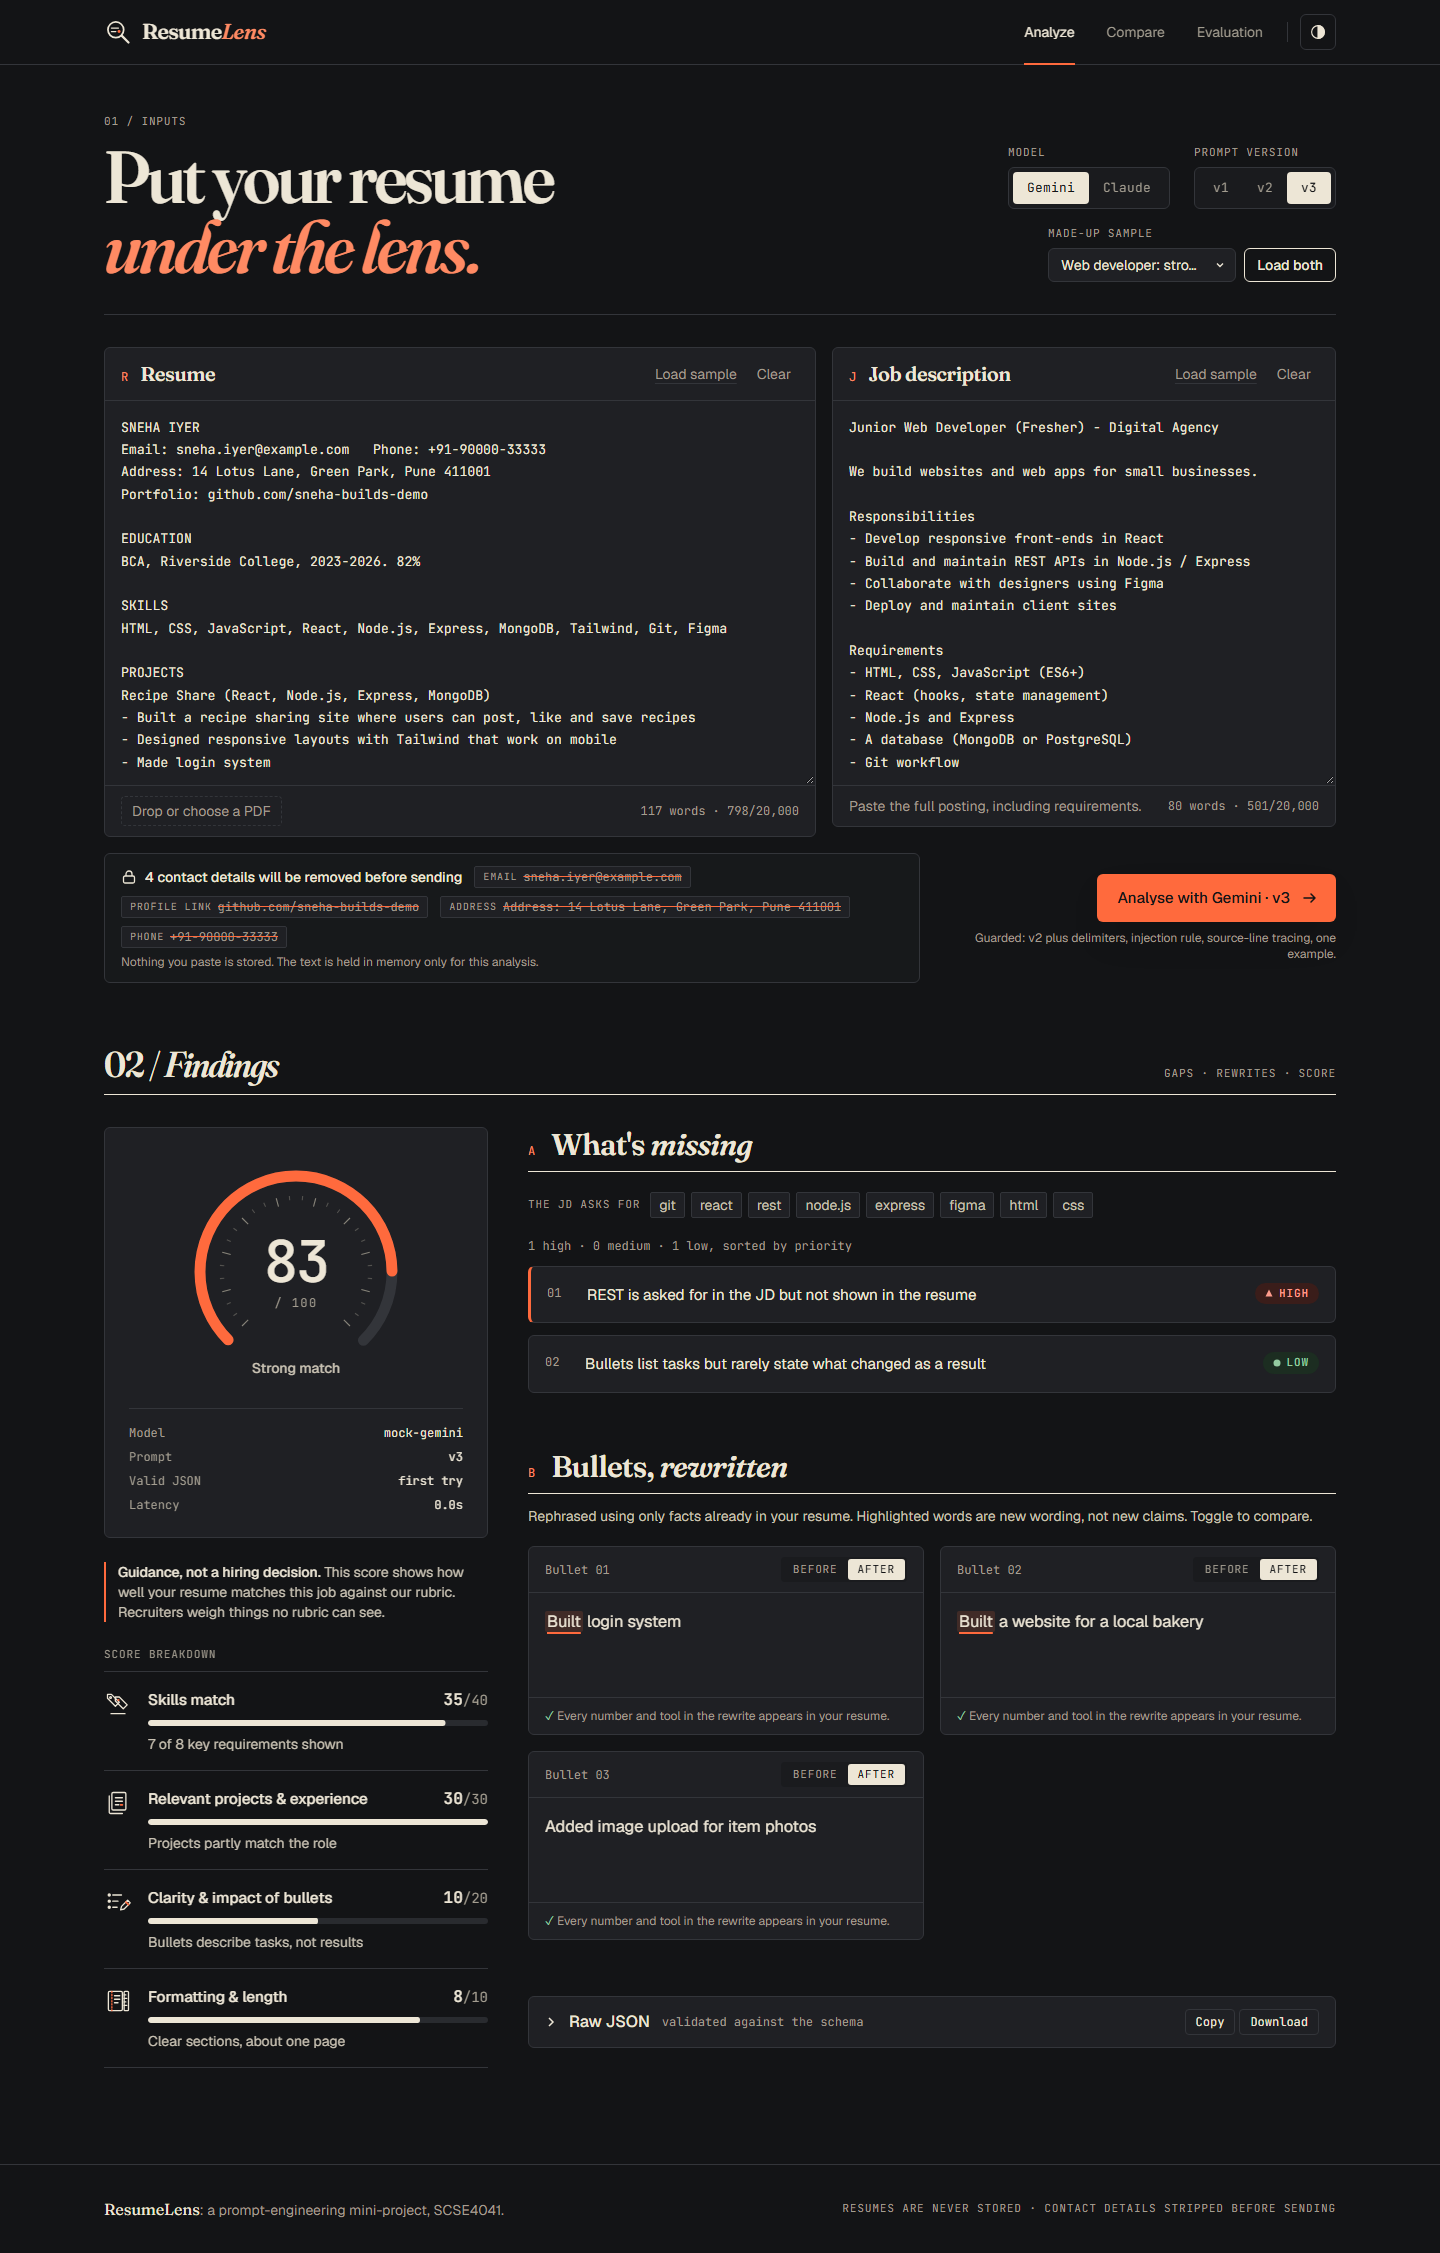 ResumeLens
Analyze
Compare
Evaluation
01 / INPUTS
Put your resume
under the lens.
MODEL
Gemini
Claude
PROMPT VERSION
v1
v2
v3
MADE-UP SAMPLE
Web developer: stro...
Load both
R Resume
Load sample
Clear
SNEHA IYER
Email: sneha.iyer@example.com   Phone: +91-90000-33333
Address: 14 Lotus Lane, Green Park, Pune 411001
Portfolio: github.com/sneha-builds-demo
EDUCATION
BCA, Riverside College, 2023-2026. 82%
SKILLS
HTML, CSS, JavaScript, React, Node.js, Express, MongoDB, Tailwind, Git, Figma
PROJECTS
Recipe Share (React, Node.js, Express, MongoDB)
- Built a recipe sharing site where users can post, like and save recipes
- Designed responsive layouts with Tailwind that work on mobile
- Made login system
Drop or choose a PDF
117 words · 798/20,000
J Job description
Load sample
Clear
Junior Web Developer (Fresher) - Digital Agency
We build websites and web apps for small businesses.
Responsibilities
- Develop responsive front-ends in React
- Build and maintain REST APIs in Node.js / Express
- Collaborate with designers using Figma
- Deploy and maintain client sites
Requirements
- HTML, CSS, JavaScript (ES6+)
- React (hooks, state management)
- Node.js and Express
- A database (MongoDB or PostgreSQL)
- Git workflow
Paste the full posting, including requirements.
80 words · 501/20,000
4 contact details will be removed before sending
EMAIL sneha.iyer@example.com
PROFILE LINK github.com/sneha-builds-demo
ADDRESS Address: 14 Lotus Lane, Green Park, Pune 411001
PHONE +91-90000-33333
Nothing you paste is stored. The text is held in memory only for this analysis.
Analyse with Gemini · v3 →
Guarded: v2 plus delimiters, injection rule, source-line tracing, one
example.
02 / Findings
GAPS · REWRITES · SCORE
83
/ 100
Strong match
Model mock-gemini
Prompt v3
Valid JSON first try
Latency 0.0s
Guidance, not a hiring decision. This score shows how
well your resume matches this job against our rubric.
Recruiters weigh things no rubric can see.
SCORE BREAKDOWN
Skills match 35/40
7 of 8 key requirements shown
Relevant projects & experience 30/30
Projects partly match the role
Clarity & impact of bullets 10/20
Bullets describe tasks, not results
Formatting & length 8/10
Clear sections, about one page
A What's missing
THE JD ASKS FOR git react rest node.js express figma html css
1 high · 0 medium · 1 low, sorted by priority
01 REST is asked for in the JD but not shown in the resume ▲ HIGH
02 Bullets list tasks but rarely state what changed as a result ● LOW
B Bullets, rewritten
Rephrased using only facts already in your resume. Highlighted words are new wording, not new claims. Toggle to compare.
Bullet 01 BEFORE AFTER
Built login system
✓ Every number and tool in the rewrite appears in your resume.
Bullet 02 BEFORE AFTER
Built a website for a local bakery
✓ Every number and tool in the rewrite appears in your resume.
Bullet 03 BEFORE AFTER
Added image upload for item photos
✓ Every number and tool in the rewrite appears in your resume.
Raw JSON validated against the schema
Copy
Download
ResumeLens: a prompt-engineering mini-project, SCSE4041.
RESUMES ARE NEVER STORED · CONTACT DETAILS STRIPPED BEFORE SENDING